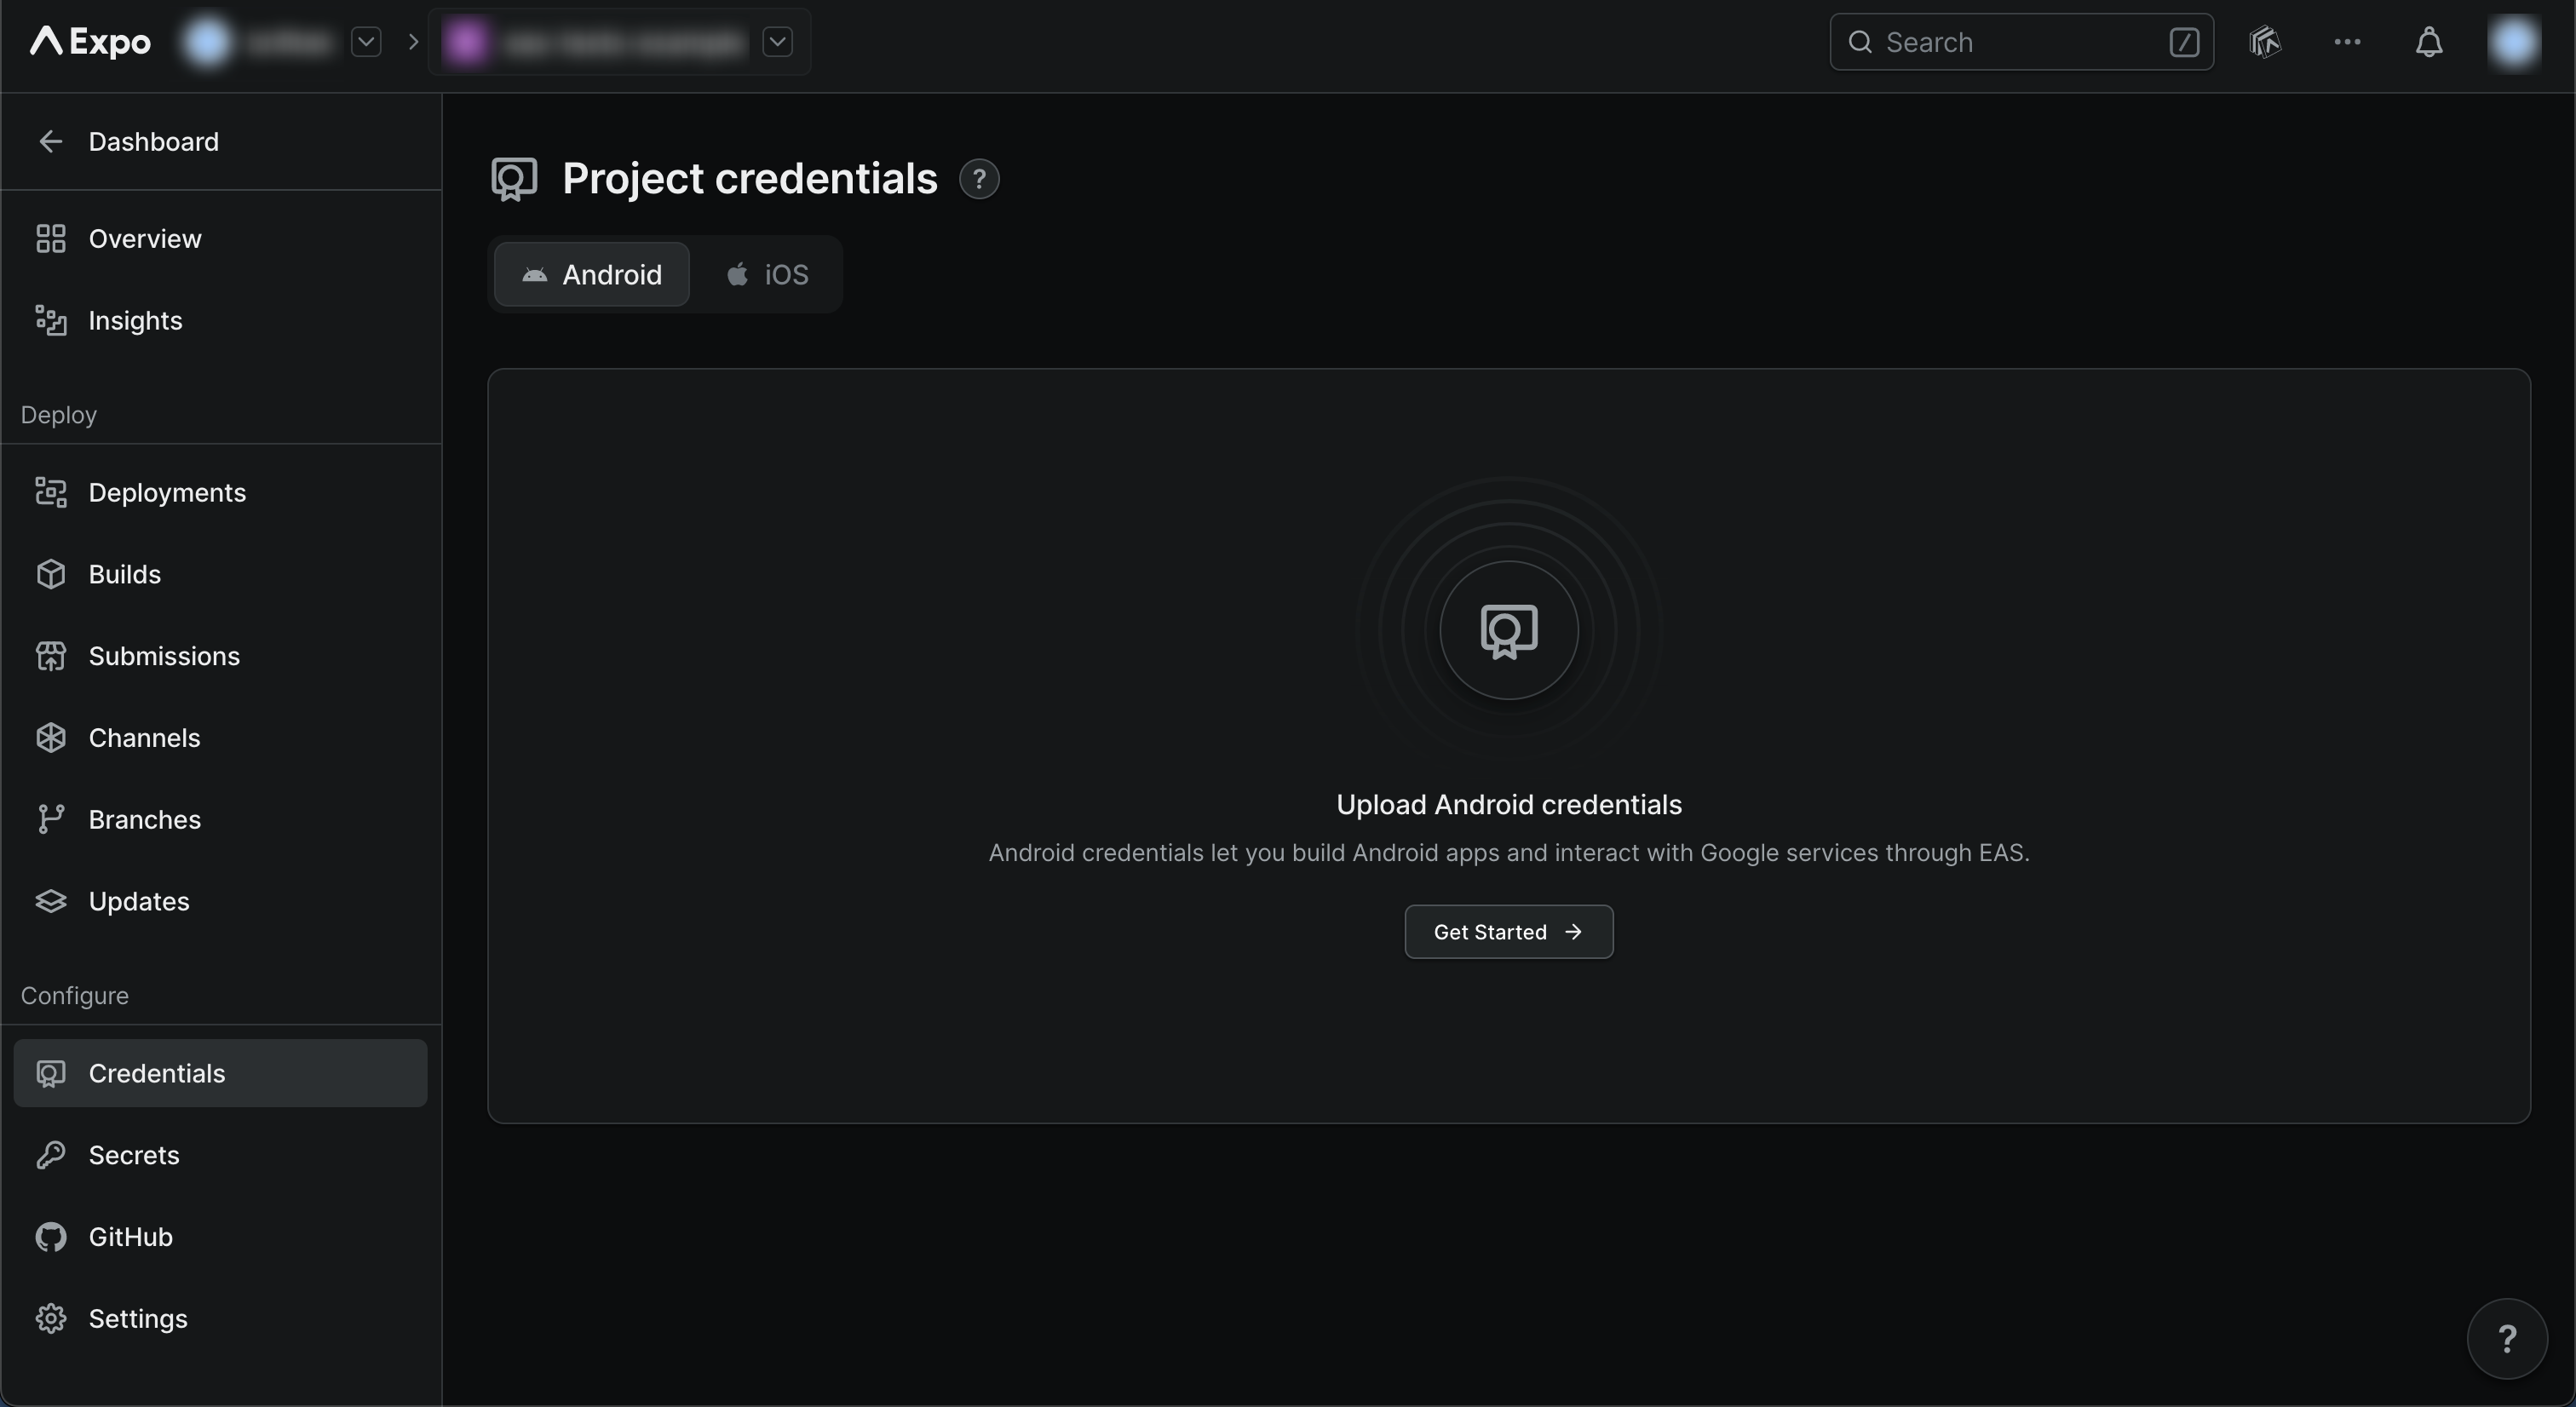 Expo
Search /
Dashboard
Overview
Insights
Deploy
Deployments
Builds
Submissions
Channels
Branches
Updates
Configure
Credentials
Secrets
GitHub
Settings
Project credentials ?
Android
iOS
Upload Android credentials
Android credentials let you build Android apps and interact with Google services through EAS.
Get Started
?